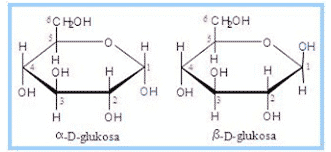 6 CH₂OH 6 CH₂OH
5 O 5 O
H H H H H OH
4 H 1 4 H 1
OH OH
H H H H
OH OH OH H
3 2 3 2
H OH H OH
α-D-glukosa β-D-glukosa